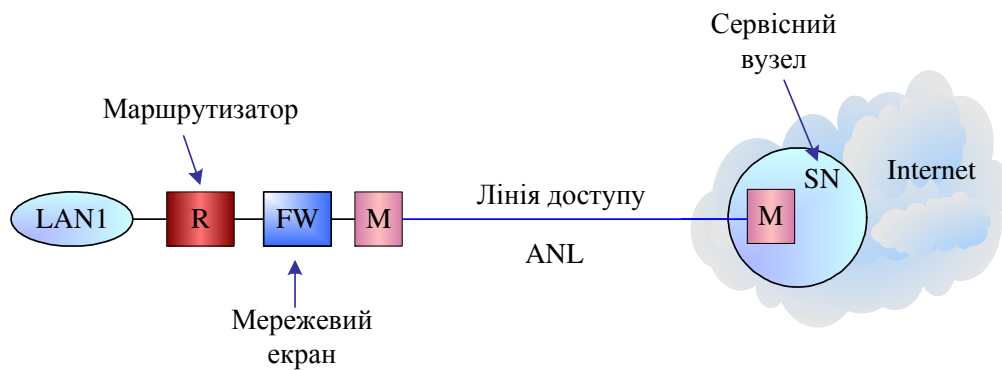 Сервісний
вузел
Маршрутизатор
Internet
SN
Лінія доступу
LAN1
R
FW
M
M
ANL
Мережевий
екран